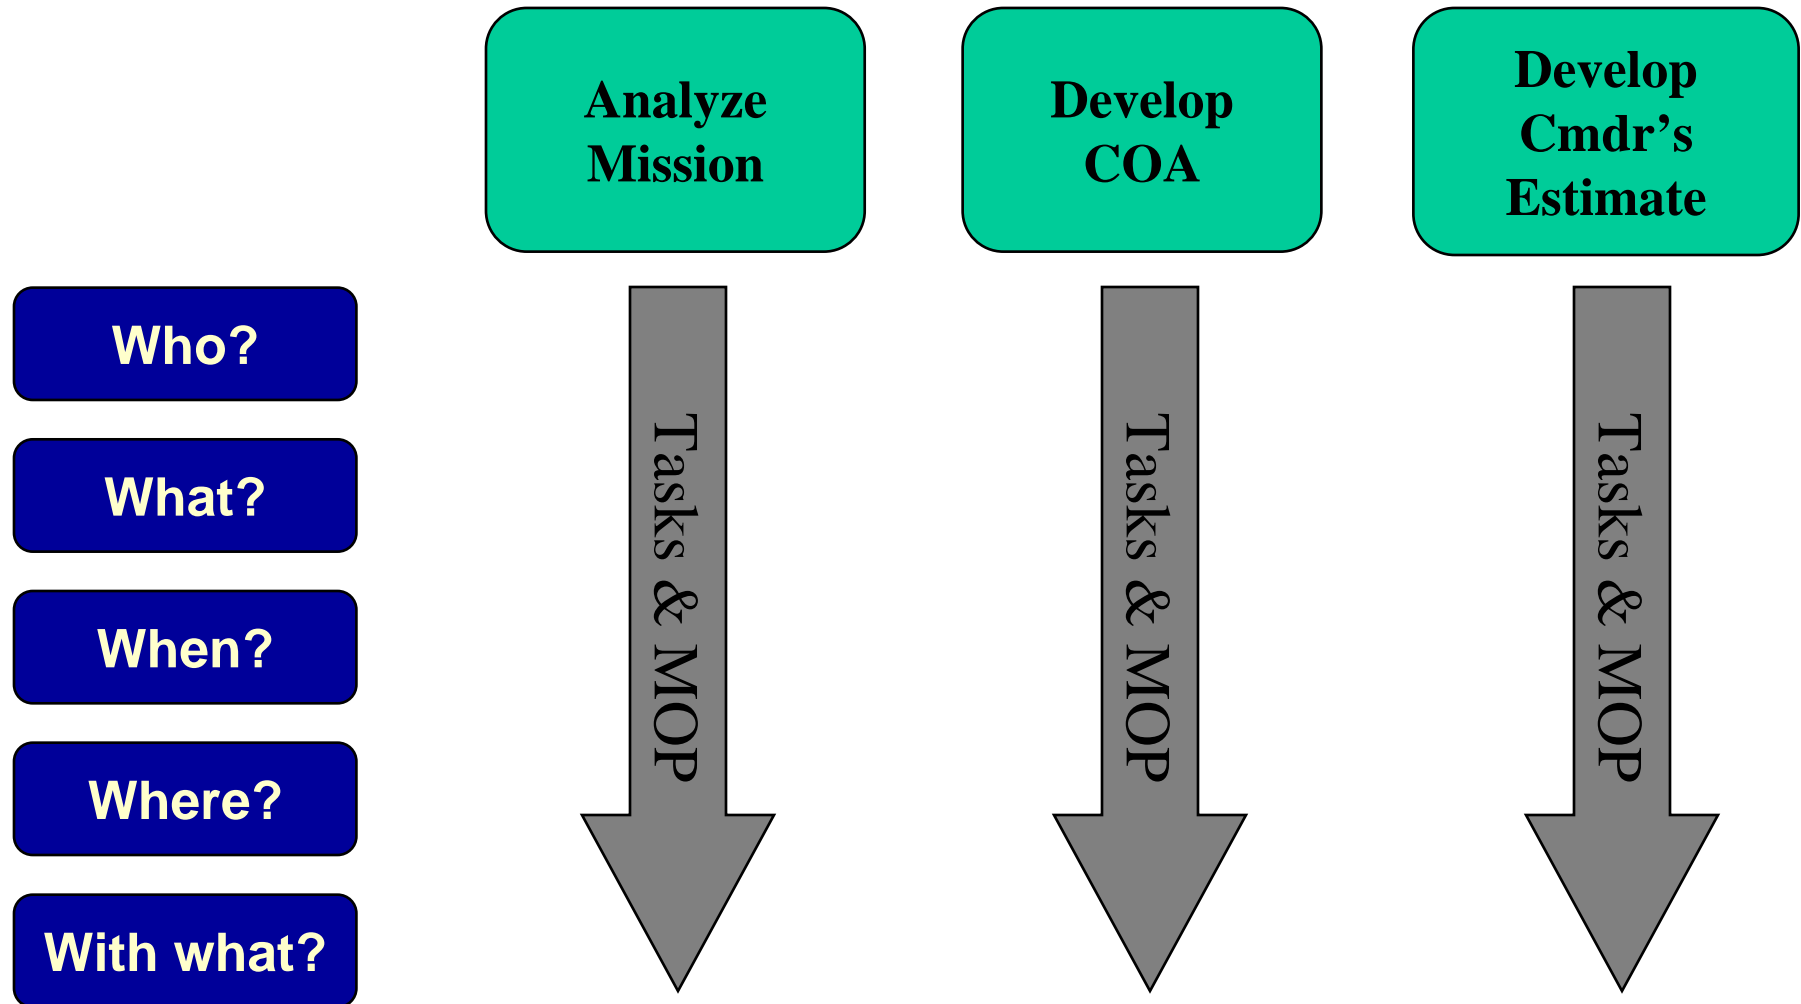 Analyze
Mission
Develop
COA
Develop
Cmdr’s
Estimate
Who?
What?
When?
Where?
With what?
Tasks & MOP
Tasks & MOP
Tasks & MOP